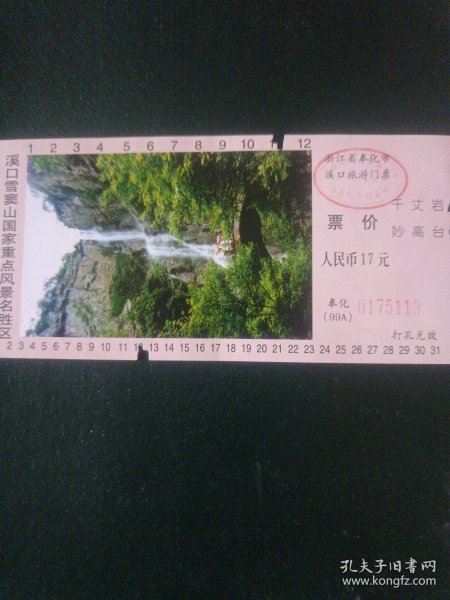 溪口雪窦山国家重点风景名胜区
1 2 3 4 5 6 7 8 9 10 12
浙江省奉化市
溪口旅游门票
千丈岩
票价
妙高台
人民币17元
奉化
(99A)
0175113
打孔无效
2 3 4 5 6 7 8 9 10 11 12 13 14 15 16 17 18 19 20 21 22 23 24 25 26 27 28 29 30 31
孔夫子旧书网
www.kongfz.com